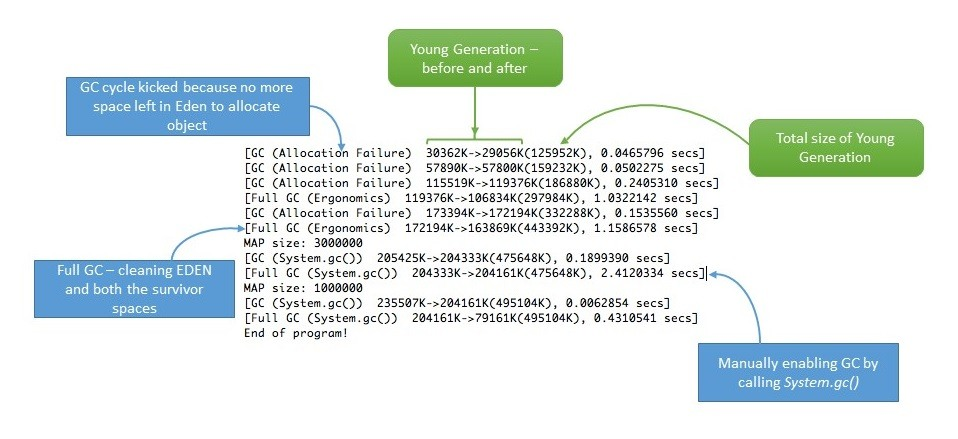 Young Generation –
before and after
GC cycle kicked because no more
space left in Eden to allocate
object
Total size of Young
Generation
[GC (Allocation Failure)  30362K->29056K(125952K), 0.0465796 secs]
[GC (Allocation Failure)  57890K->57800K(159232K), 0.0502275 secs]
[GC (Allocation Failure)  115519K->119376K(186880K), 0.2405310 secs]
[Full GC (Ergonomics)  119376K->106834K(297984K), 1.0322142 secs]
[GC (Allocation Failure)  173394K->172194K(332288K), 0.1535560 secs]
[Full GC (Ergonomics)  172194K->163869K(443392K), 1.1586578 secs]
MAP size: 3000000
[GC (System.gc())  205425K->204333K(475648K), 0.1899390 secs]
[Full GC (System.gc())  204333K->204161K(475648K), 2.4120334 secs]
MAP size: 1000000
[GC (System.gc())  235507K->204161K(495104K), 0.0062854 secs]
[Full GC (System.gc())  204161K->79161K(495104K), 0.4310541 secs]
End of program!
Full GC – cleaning EDEN
and both the survivor
spaces
Manually enabling GC by
calling System.gc()